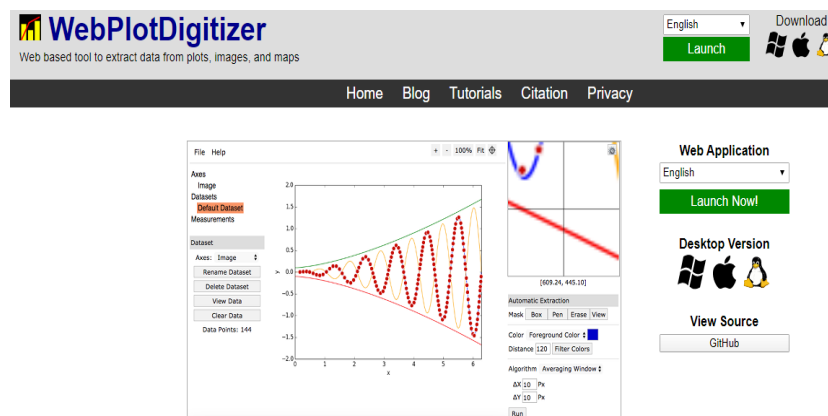 WebPlotDigitizer
Web based tool to extract data from plots, images, and maps
English
Launch
Download
Home Blog Tutorials Citation Privacy
File Help
+ - 100% Fit
Axes
Image
Datasets
Default Dataset
Measurements
Dataset
Axes: Image
Rename Dataset
Delete Dataset
View Data
Clear Data
Data Points: 144
2.0
1.5
1.0
0.5
0.0
−0.5
−1.0
−1.5
−2.0
y
0 1 2 3 4 5 6
x
[609.24, 445.10]
Automatic Extraction
Mask Box Pen Erase View
Color Foreground Color
Distance 120 Filter Colors
Algorithm Averaging Window
ΔX 10 Px
ΔY 10 Px
Run
Web Application
English
Launch Now!
Desktop Version
View Source
GitHub